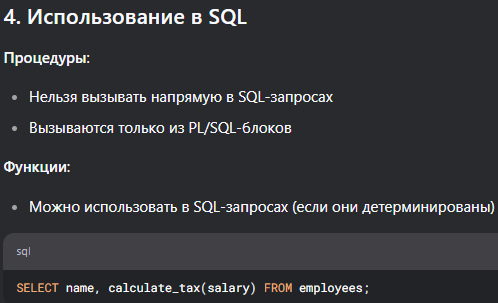 4. Использование в SQL
Процедуры:
• Нельзя вызывать напрямую в SQL-запросах
• Вызываются только из PL/SQL-блоков
Функции:
• Можно использовать в SQL-запросах (если они детерминированы)
sql
SELECT name, calculate_tax(salary) FROM employees;